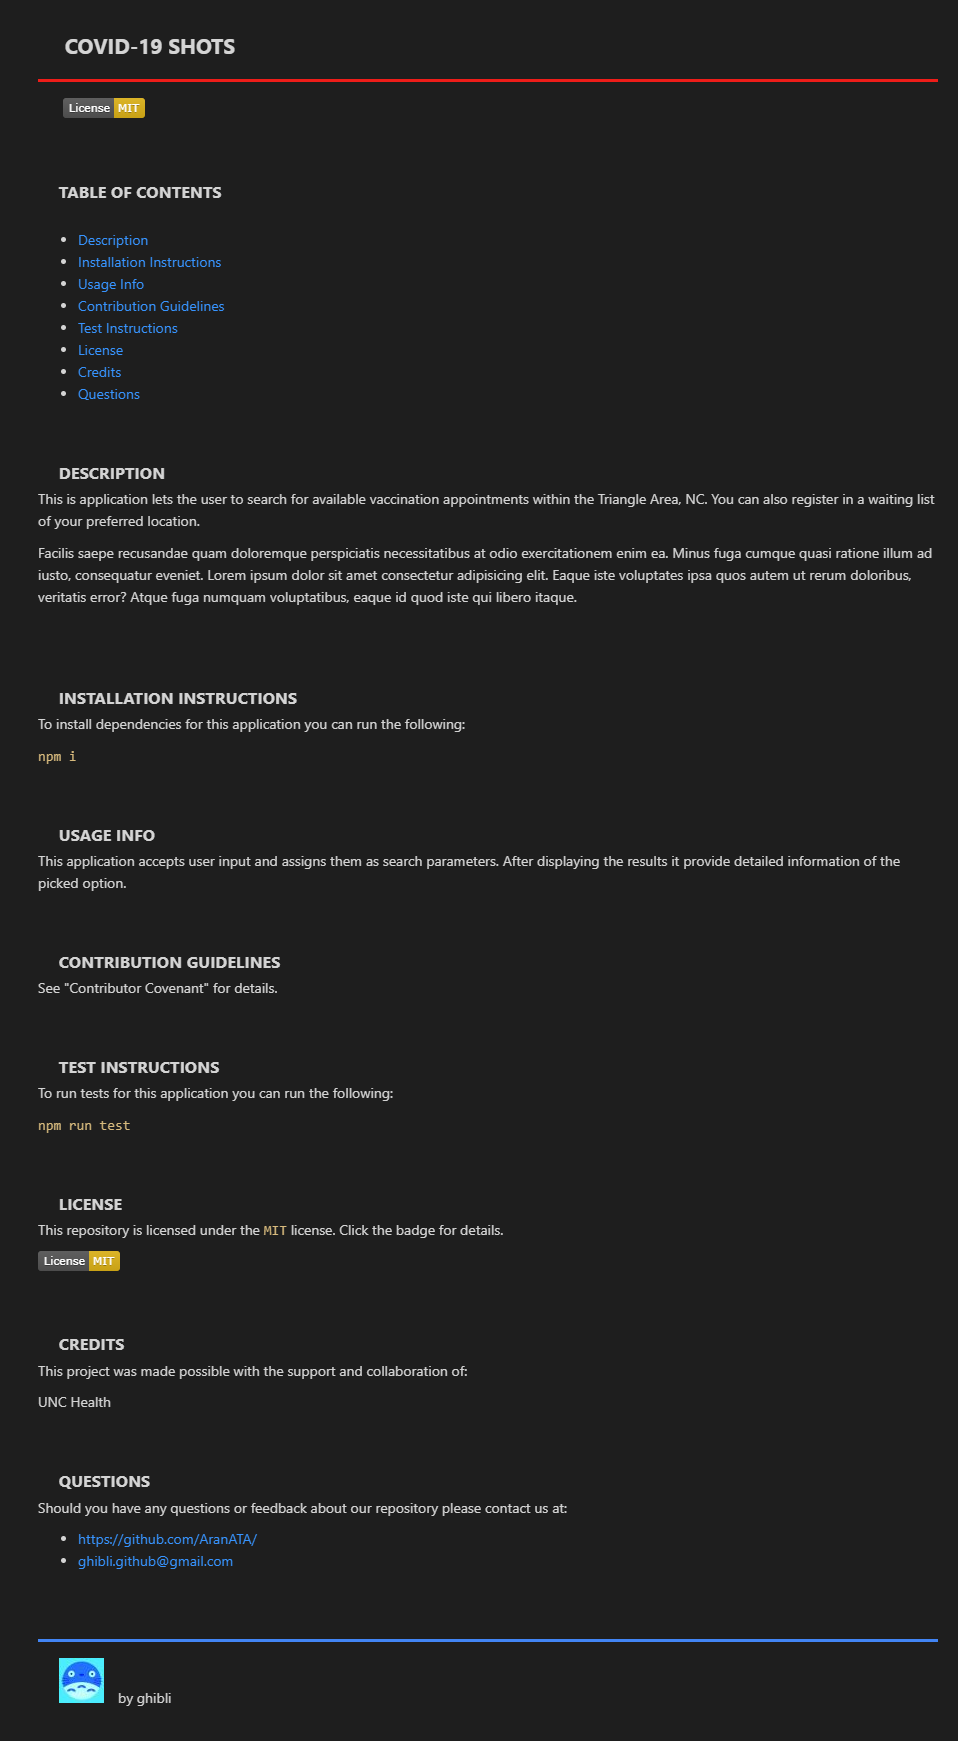 COVID-19 SHOTS
License MIT
TABLE OF CONTENTS
Description
Installation Instructions
Usage Info
Contribution Guidelines
Test Instructions
License
Credits
Questions
DESCRIPTION
This is application lets the user to search for available vaccination appointments within the Triangle Area, NC. You can also register in a waiting list
of your preferred location.
Facilis saepe recusandae quam doloremque perspiciatis necessitatibus at odio exercitationem enim ea. Minus fuga cumque quasi ratione illum ad
iusto, consequatur eveniet. Lorem ipsum dolor sit amet consectetur adipisicing elit. Eaque iste voluptates ipsa quos autem ut rerum doloribus,
veritatis error? Atque fuga numquam voluptatibus, eaque id quod iste qui libero itaque.
INSTALLATION INSTRUCTIONS
To install dependencies for this application you can run the following:
npm i
USAGE INFO
This application accepts user input and assigns them as search parameters. After displaying the results it provide detailed information of the
picked option.
CONTRIBUTION GUIDELINES
See "Contributor Covenant" for details.
TEST INSTRUCTIONS
To run tests for this application you can run the following:
npm run test
LICENSE
This repository is licensed under the MIT license. Click the badge for details.
License MIT
CREDITS
This project was made possible with the support and collaboration of:
UNC Health
QUESTIONS
Should you have any questions or feedback about our repository please contact us at:
https://github.com/AranATA/
ghibli.github@gmail.com
by ghibli